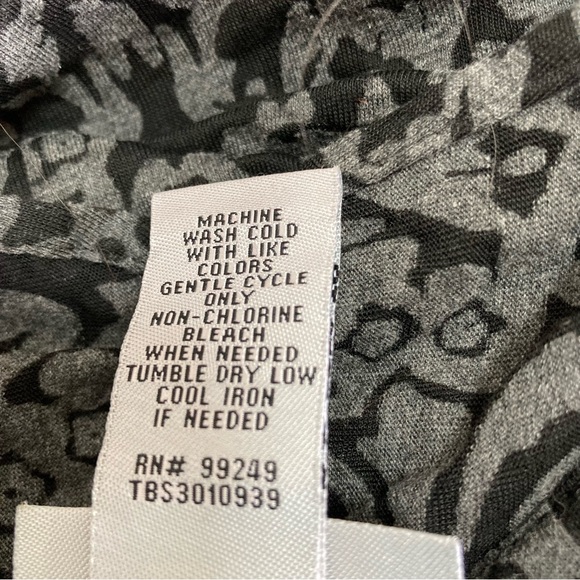 MACHINE
WASH COLD
WITH LIKE
COLORS
GENTLE CYCLE
ONLY
NON-CHLORINE
BLEACH
WHEN NEEDED
TUMBLE DRY LOW
COOL IRON
IF NEEDED
RN# 99249
TBS3010939